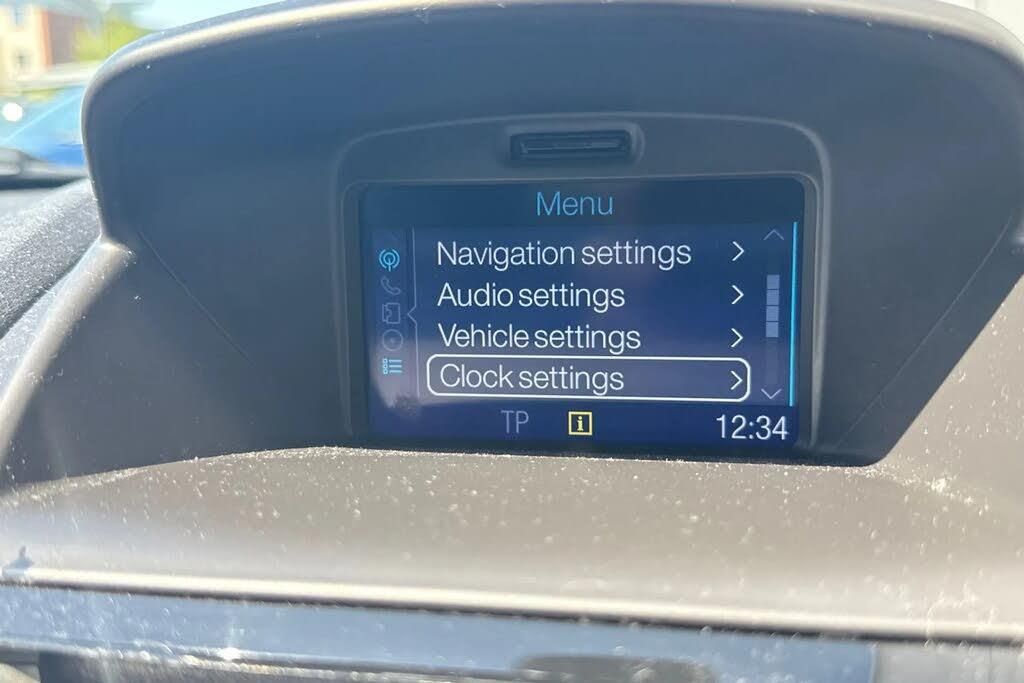 Menu
Navigation settings
Audio settings
Vehicle settings
Clock settings
TP
i
12:34